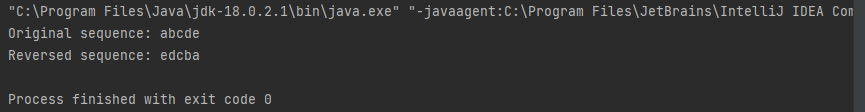 "C:\Program Files\Java\jdk-18.0.2.1\bin\java.exe" "-javaagent:C:\Program Files\JetBrains\IntelliJ IDEA Com
Original sequence: abcde
Reversed sequence: edcba
Process finished with exit code 0